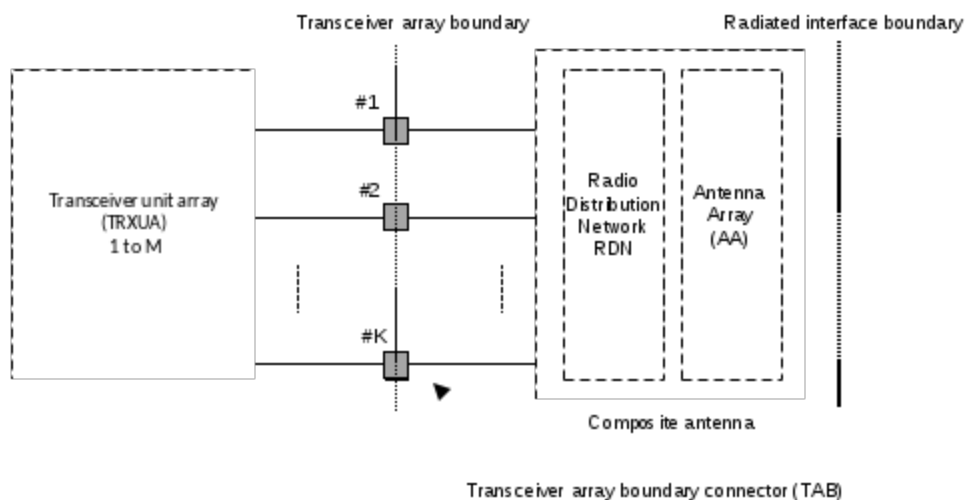 Transceiver array boundary
Radiated interface boundary
#1
#2
#K
Transceiver unit array
(TRXUA)
1 to M
Radio
Distribution
Network
RDN
Antenna
Array
(AA)
Composite antenna
Transceiver array boundary connector (TAB)